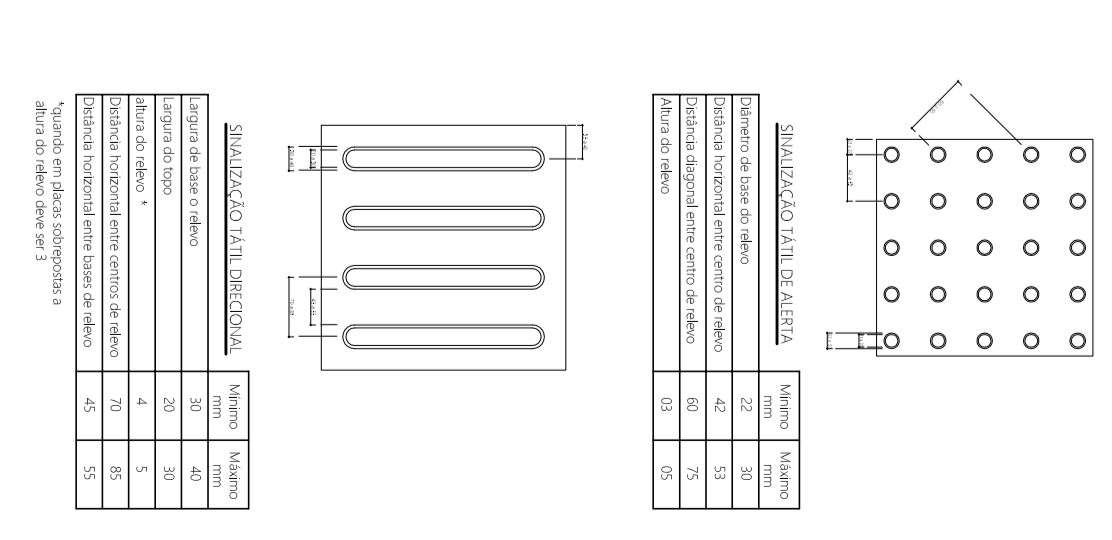 SINALIZAÇÃO TÁTIL DE ALERTA
Mínimo mm Máximo mm
Diâmetro de base do relevo 22 30
Distância horizontal entre centro de relevo 42 53
Distância diagonal entre centro de relevo 60 75
Altura do relevo 03 05
SINALIZAÇÃO TÁTIL DIRECIONAL
Mínimo mm Máximo mm
Largura de base o relevo 30 40
Largura do topo 20 30
altura do relevo * 4 5
Distância horizontal entre centros de relevo 70 85
Distância horizontal entre bases de relevo 45 55
*quando em placas sobrepostas a
altura do relevo deve ser 3